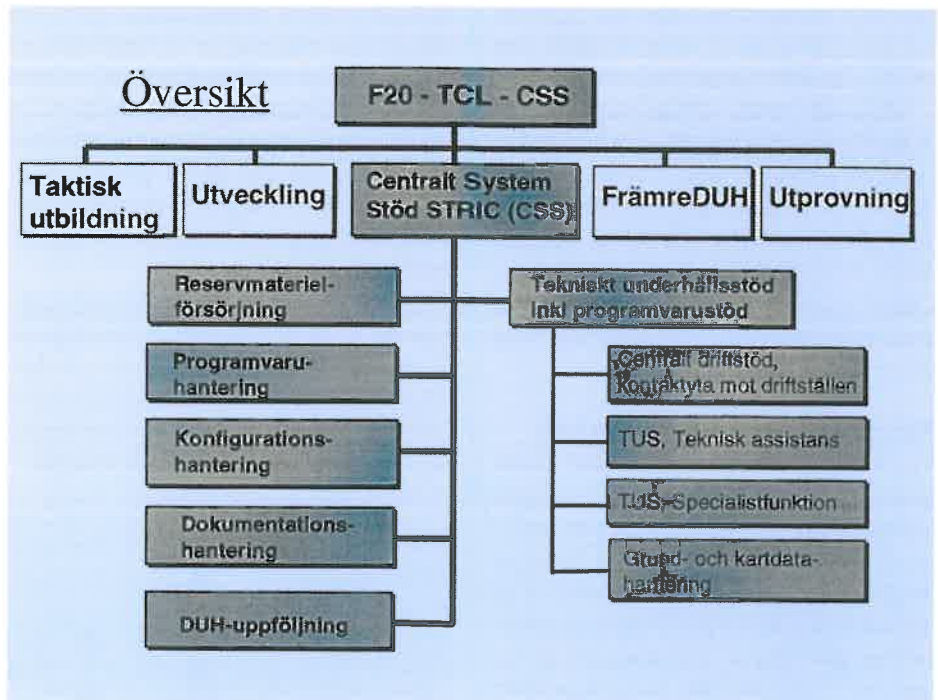 Översikt
F20 - TCL - CSS
Taktisk
utbildning
Utveckling
Centralt System
Stöd STRIC (CSS)
FrämreDUH
Utprovning
Reservmateriel-
försörjning
Tekniskt underhållsstöd
inkl programvarustöd
Programvaru-
hantering
Centralt driftstöd,
Kontaktyta mot driftställen
Konfigurations-
hantering
TUS, Teknisk assistans
TUS, Specialistfunktion
Dokumentations-
hantering
Grund- och kartdata-
hantering
DUH-uppföljning